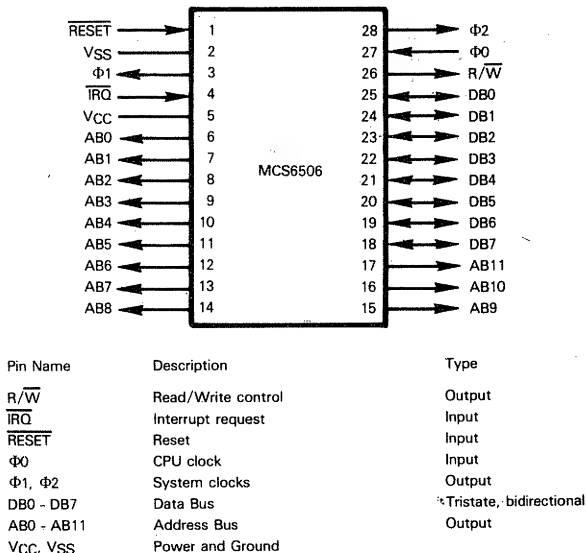 R̅E̅S̅E̅T̅ 1 28 Φ2
VSS 2 27 Φ0
Φ1 3 26 R/W̅
I̅R̅Q̅ 4 25 DB0
VCC 5 24 DB1
AB0 6 23 DB2
AB1 7 22 DB3
AB2 8 MCS6506 21 DB4
AB3 9 20 DB5
AB4 10 19 DB6
AB5 11 18 DB7
AB6 12 17 AB11
AB7 13 16 AB10
AB8 14 15 AB9
Pin Name Description Type
R/W̅ Read/Write control Output
I̅R̅Q̅ Interrupt request Input
R̅E̅S̅E̅T̅ Reset Input
Φ0 CPU clock Input
Φ1, Φ2 System clocks Output
DB0 - DB7 Data Bus Tristate, bidirectional
AB0 - AB11 Address Bus Output
VCC, VSS Power and Ground